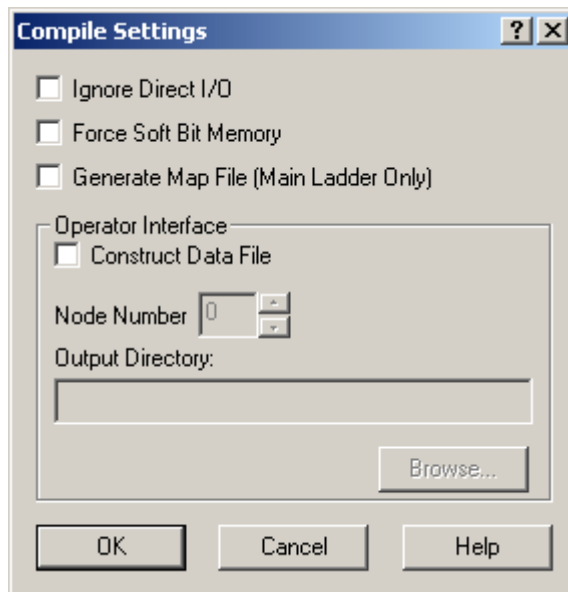 Compile Settings
Ignore Direct I/O
Force Soft Bit Memory
Generate Map File (Main Ladder Only)
Operator Interface
Construct Data File
Node Number 0
Output Directory:
Browse...
OK Cancel Help